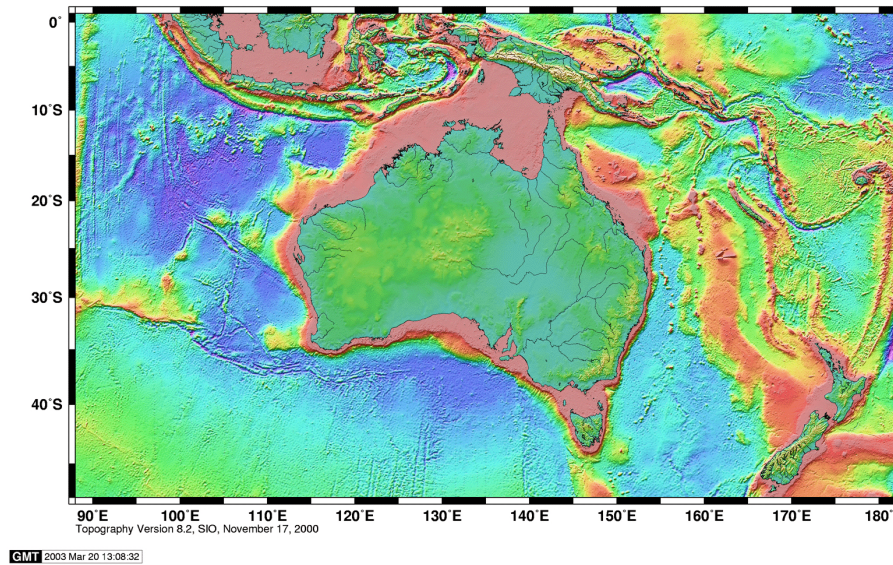 0°
10°S
20°S
30°S
40°S
90°E 100°E 110°E 120°E 130°E 140°E 150°E 160°E 170°E 180°
Topography Version 8.2, SIO, November 17, 2000
GMT 2003 Mar 20 13:08:32